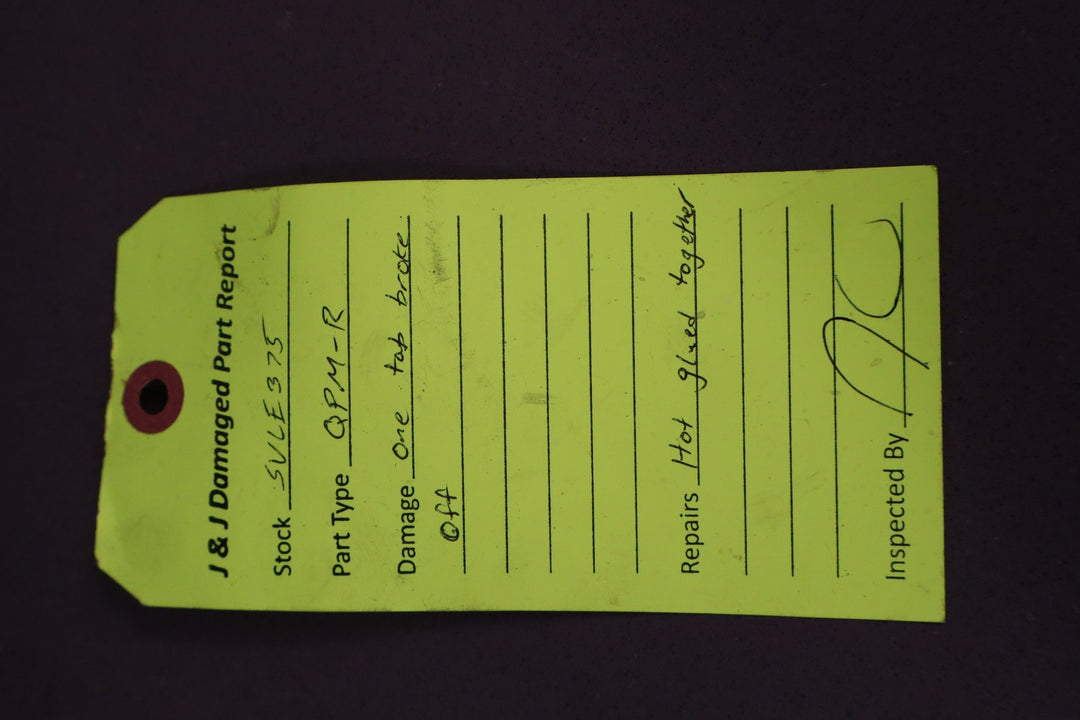 J & J Damaged Part Report
Stock SVLE375
Part Type QPM-R
Damage One tab broke
Off
Repairs Hot glued together
Inspected By